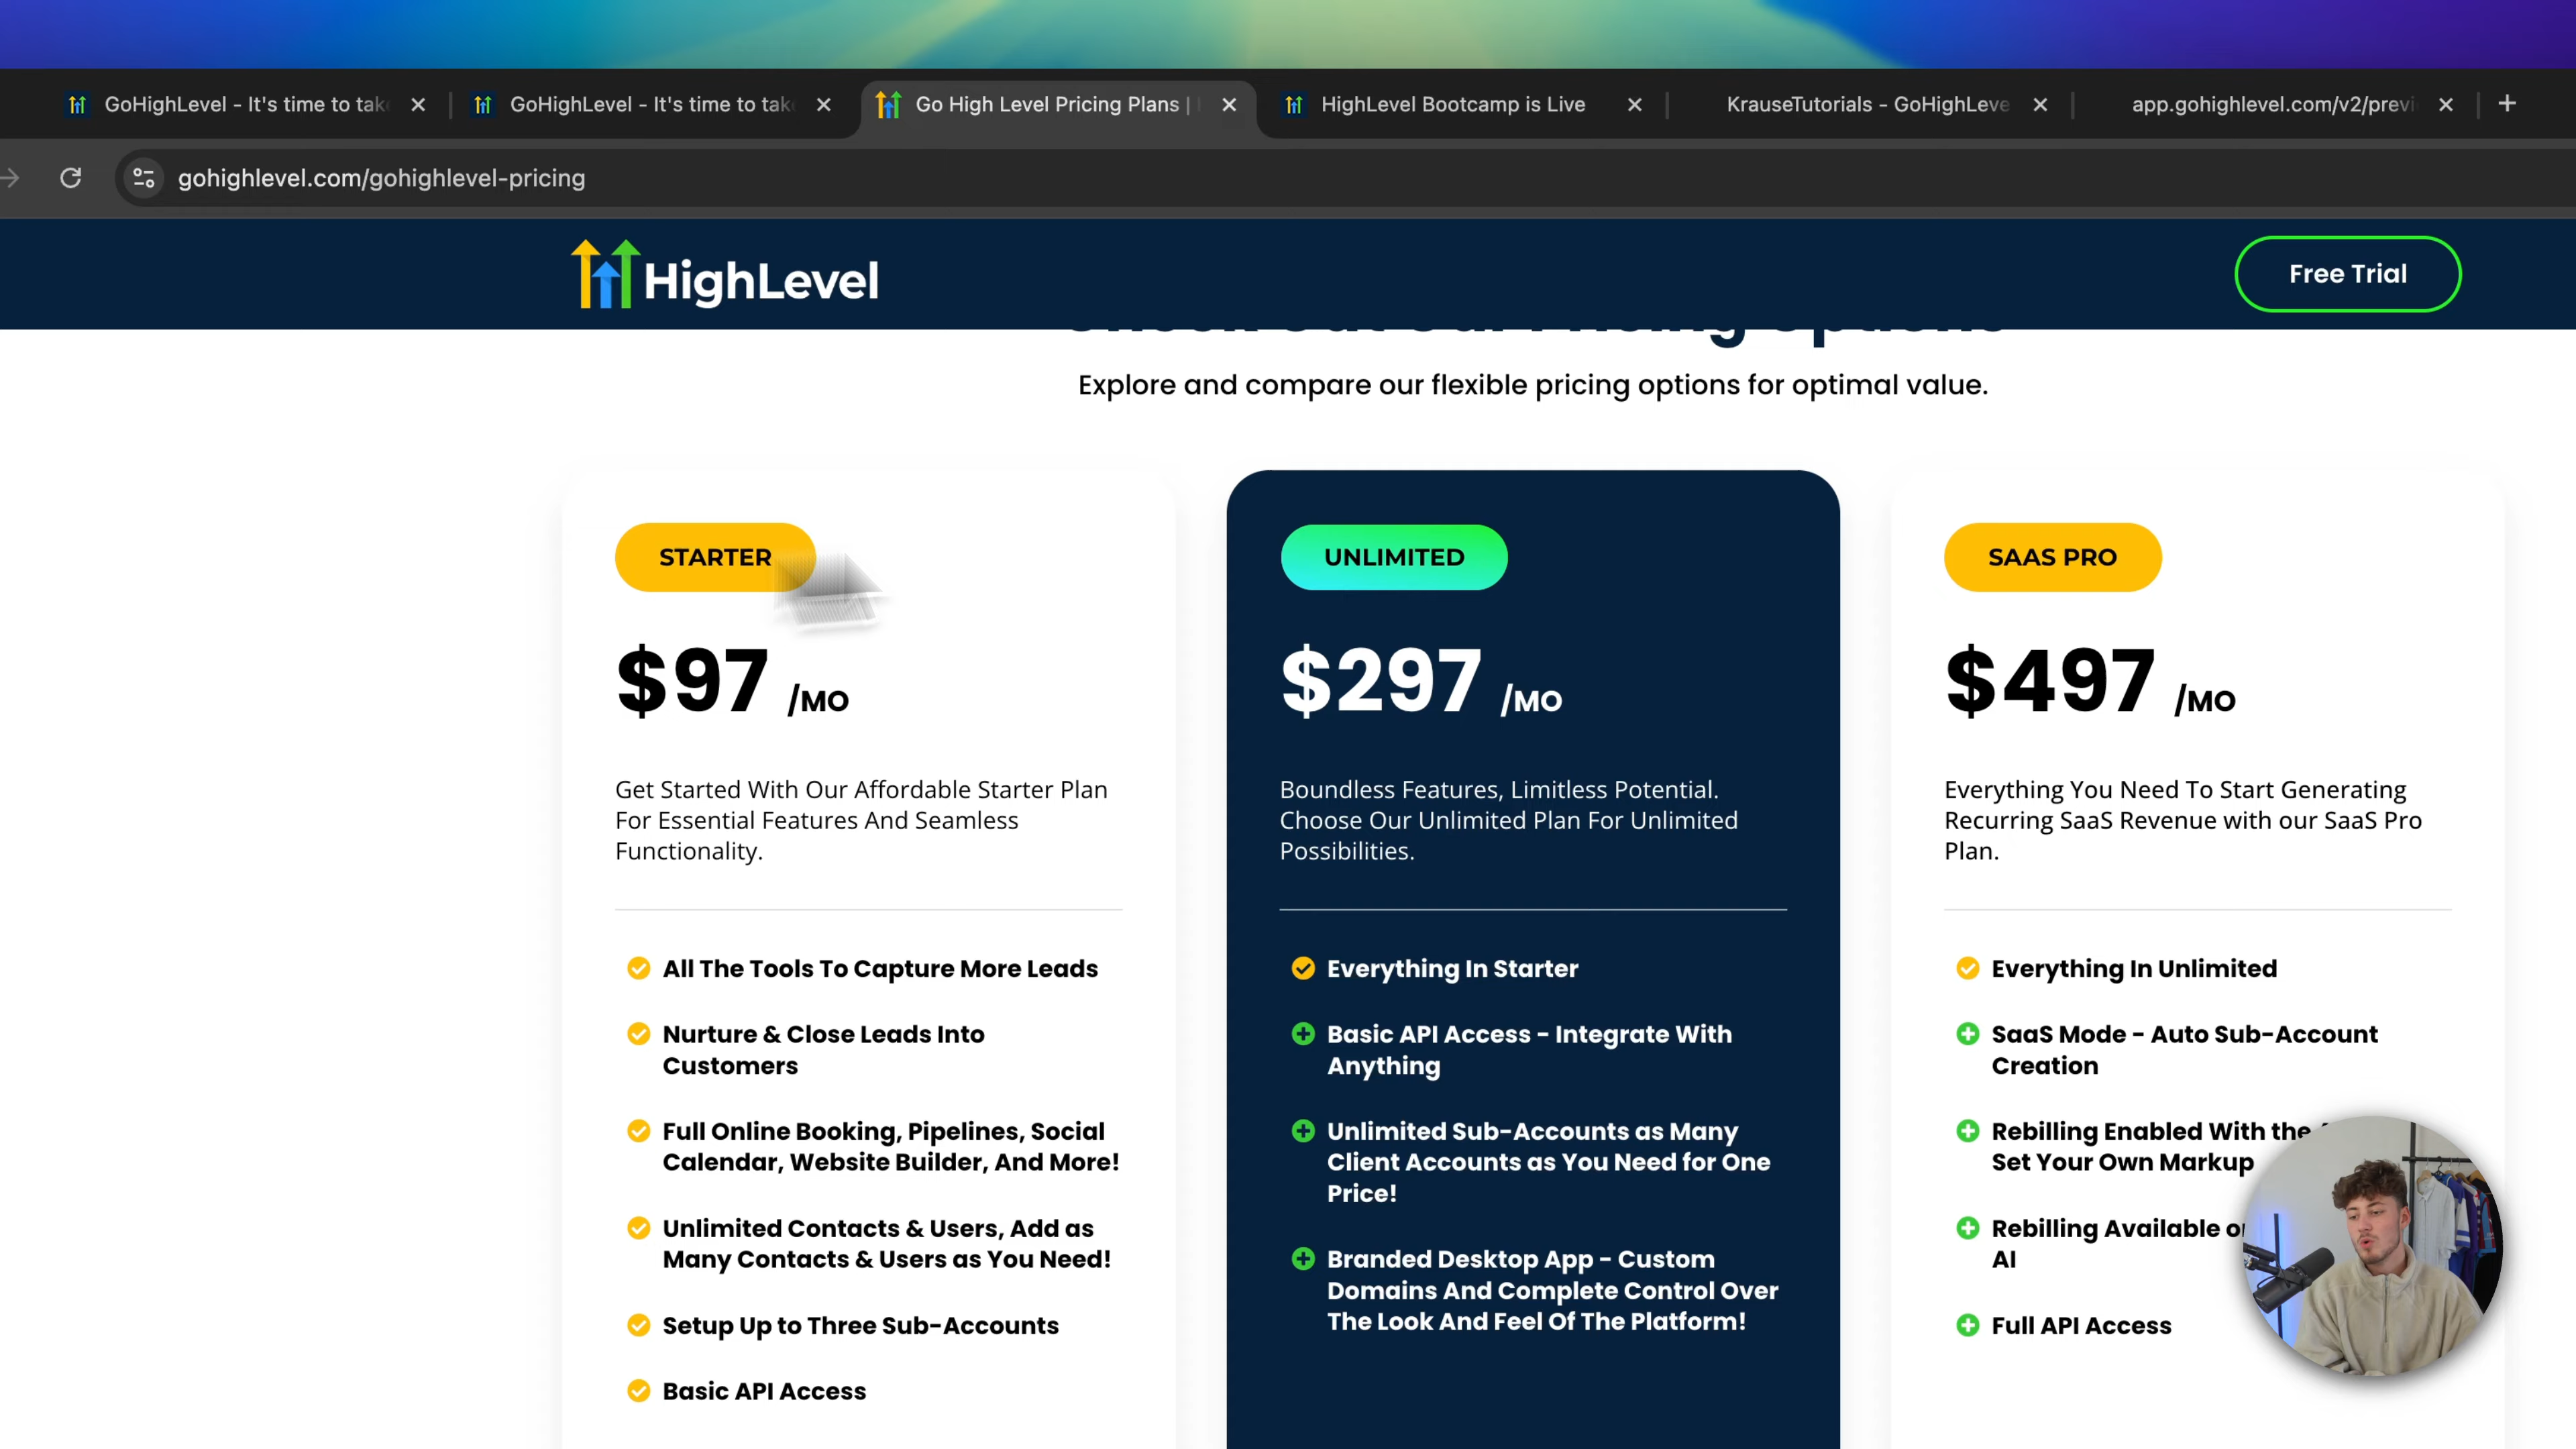 GoHighLevel - It's time to tak
GoHighLevel - It's time to tak
Go High Level Pricing Plans |
HighLevel Bootcamp is Live
KrauseTutorials - GoHighLeve
app.gohighlevel.com/v2/previ
gohighlevel.com/gohighlevel-pricing
HighLevel
Free Trial
Explore and compare our flexible pricing options for optimal value.
STARTER
$97 /MO
Get Started With Our Affordable Starter Plan
For Essential Features And Seamless
Functionality.
All The Tools To Capture More Leads
Nurture & Close Leads Into
Customers
Full Online Booking, Pipelines, Social
Calendar, Website Builder, And More!
Unlimited Contacts & Users, Add as
Many Contacts & Users as You Need!
Setup Up to Three Sub-Accounts
Basic API Access
UNLIMITED
$297 /MO
Boundless Features, Limitless Potential.
Choose Our Unlimited Plan For Unlimited
Possibilities.
Everything In Starter
Basic API Access - Integrate With
Anything
Unlimited Sub-Accounts as Many
Client Accounts as You Need for One
Price!
Branded Desktop App - Custom
Domains And Complete Control Over
The Look And Feel Of The Platform!
SAAS PRO
$497 /MO
Everything You Need To Start Generating
Recurring SaaS Revenue with our SaaS Pro
Plan.
Everything In Unlimited
SaaS Mode - Auto Sub-Account
Creation
Rebilling Enabled With the
Set Your Own Markup
Rebilling Available
AI
Full API Access